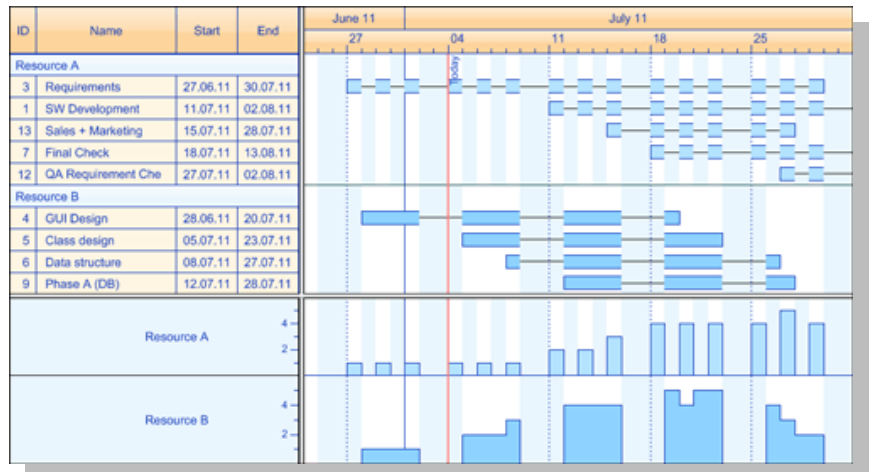 June 11 July 11
ID Name Start End
27 04 11 18 25
Resource A
Today
3 Requirements 27.06.11 30.07.11
1 SW Development 11.07.11 02.08.11
13 Sales + Marketing 15.07.11 28.07.11
7 Final Check 18.07.11 13.08.11
12 QA Requirement Che 27.07.11 02.08.11
Resource B
4 GUI Design 28.06.11 20.07.11
5 Class design 05.07.11 23.07.11
6 Data structure 08.07.11 27.07.11
9 Phase A (DB) 12.07.11 28.07.11
4
Resource A
2
4
Resource B
2